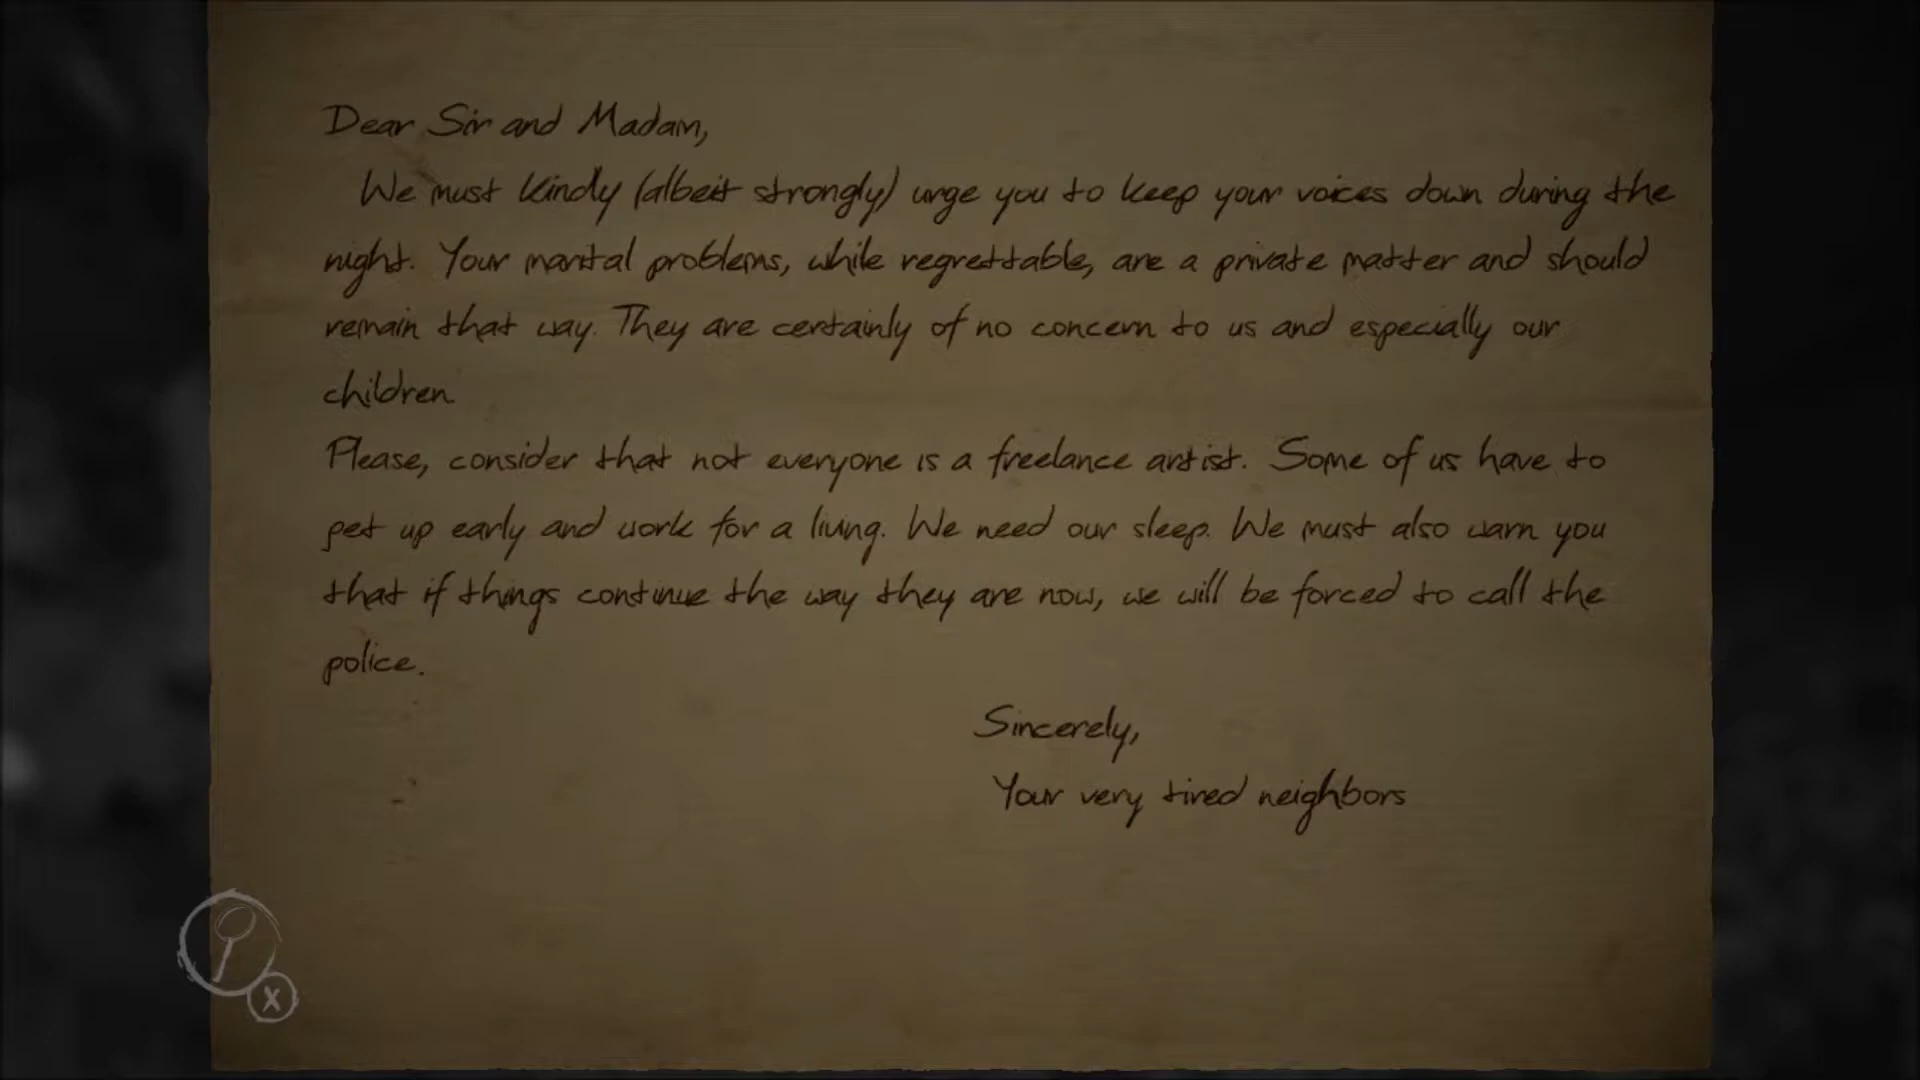 Dear Sir and Madam,
We must kindly (albeit strongly) urge you to keep your voices down during the
night. Your marital problems, while regrettable, are a private matter and should
remain that way. They are certainly of no concern to us and especially our
children.
Please, consider that not everyone is a freelance artist. Some of us have to
get up early and work for a living. We need our sleep. We must also warn you
that if things continue the way they are now, we will be forced to call the
police.
Sincerely,
Your very tired neighbors
X